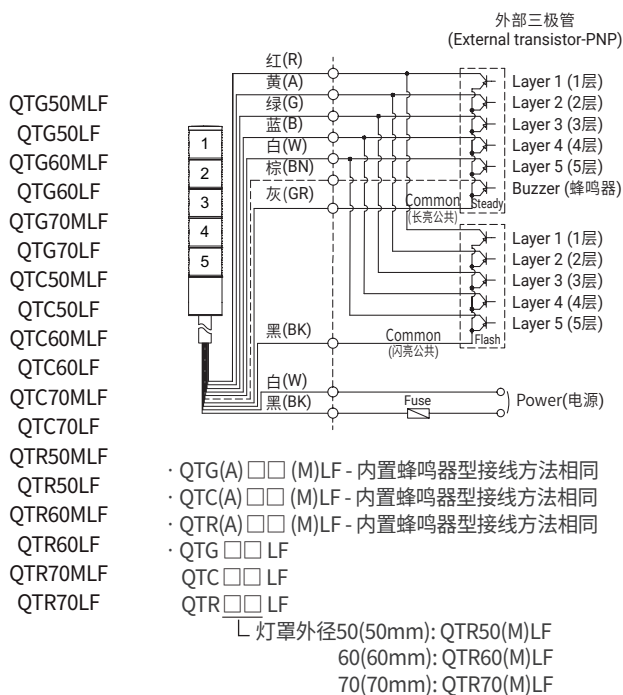 外部三极管
(External transistor-PNP)
QTG50MLF
QTG50LF
QTG60MLF
QTG60LF
QTG70MLF
QTG70LF
QTC50MLF
QTC50LF
QTC60MLF
QTC60LF
QTC70MLF
QTC70LF
QTR50MLF
QTR50LF
QTR60MLF
QTR60LF
QTR70MLF
QTR70LF
1
2
3
4
5
红(R)
黄(A)
绿(G)
蓝(B)
白(W)
棕(BN)
灰(GR)
Common
(长亮公共)
Steady
Layer 1 (1层)
Layer 2 (2层)
Layer 3 (3层)
Layer 4 (4层)
Layer 5 (5层)
Buzzer (蜂鸣器)
Layer 1 (1层)
Layer 2 (2层)
Layer 3 (3层)
Layer 4 (4层)
Layer 5 (5层)
黑(BK)
Common
(闪亮公共)
Flash
白(W)
黑(BK)
Fuse
Power(电源)
· QTG(A) □□ (M)LF - 内置蜂鸣器型接线方法相同
· QTC(A) □□ (M)LF - 内置蜂鸣器型接线方法相同
· QTR(A) □□ (M)LF - 内置蜂鸣器型接线方法相同
· QTG □□ LF
QTC □□ LF
QTR □□ LF
灯罩外径50(50mm): QTR50(M)LF
60(60mm): QTR60(M)LF
70(70mm): QTR70(M)LF